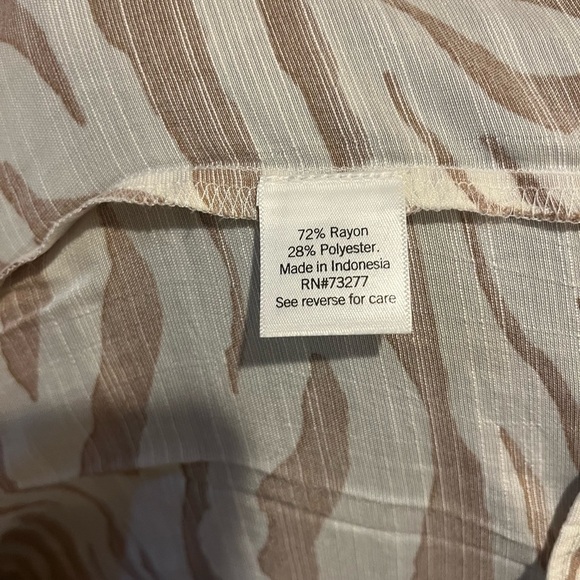 72% Rayon
28% Polyester.
Made in Indonesia
RN#73277
See reverse for care